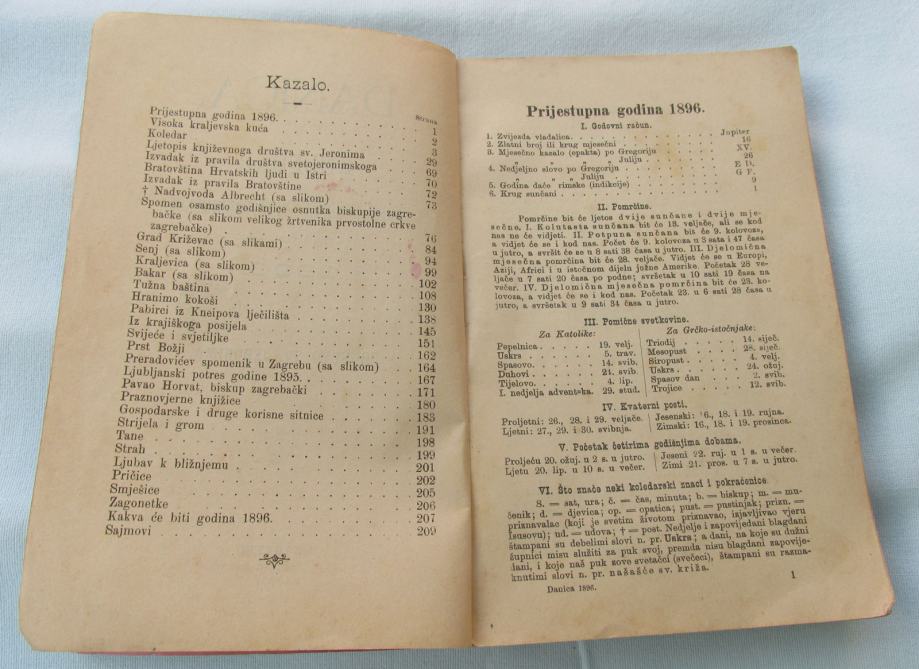 Kazalo.
Strana
Prijestupna godina 1896. 1
Visoka kraljevska kuća 2
Koledar 3
Ljetopis književnoga društva sv. Jeronima 29
Izvadak iz pravila društva svetojeronimskoga 69
Bratovština Hrvatskih ljudi u Istri 70
Izvadak iz pravila Bratovštine 72
† Nadvojvoda Albrecht (sa slikom) 73
Spomen osamsto godišnjice osnutka biskupije zagre-
bačke (sa slikom velikog žrtvenika prvostolne crkve
zagrebačke) 76
Grad Križevac (sa slikami) 84
Senj (sa slikom) 94
Kraljevica (sa slikom) 99
Bakar (sa slikom) 102
Tužna baština 108
Hranimo kokoši 130
Pabirci iz Kneipova lječilišta 138
Iz krajiškoga posijela 145
Svijeće i svjetiljke 151
Prst Božji 162
Preradovićev spomenik u Zagrebu (sa slikom) 164
Ljubljanski potres godine 1895. 167
Pavao Horvat, biskup zagrebački 171
Praznovjerne knjižice 180
Gospodarske i druge korisne sitnice 183
Strijela i grom 191
Tane 198
Strah 199
Ljubav k bližnjemu 201
Pričice 202
Smješice 205
Zagonetke 206
Kakva će biti godina 1896. 207
Sajmovi 209
Prijestupna godina 1896.
I. Godovni račun.
1. Zvijezda vladalica Jupiter
2. Zlatni broj ili krug mjesečni 16
3. Mjesečno kazalo (epakta) po Gregoriju XV.
„ „ „ Juliju 26
4. Nedjeljno slovo po Gregoriju E D.
„ „ „ Juliju G F.
5. Godina daće rimske (indikcije) 9
6. Krug sunčani 1
II. Pomrčine.
Pomrčine bit će ljetos dvije sunčane i dvije mje-
sečne. I. Kolutasta sunčana bit će 13. veljače, ali se kod
nas ne će vidjeti. II. Potpuna sunčana bit će 9. kolovoza,
a vidjet će se i kod nas. Počet će 9. kolovoza u 3 sata i 47 časa
u jutro, a svršit će se u 8 sati 38 časa u jutro. III. Djelomična
mjesečna pomrčina bit će 28. veljače. Vidjet će se u Europi,
Aziji, Africi i u istočnom dijelu južne Amerike. Početak 28 ve-
ljače u 7 sati 20 časa po podne; svršetak u 10 sati 19 časa na
večer. IV. Djelomična mjesečna pomrčina bit će 23. ko-
lovoza, a vidjet će se i kod nas. Početak 23. u 6 sati 28 časa u
jutro, a svršetak u 9 sati 34 časa u jutro.
III. Pomične svetkovine.
Za Katolike:
Pepelnica 19. velj.
Uskrs 5. trav.
Spasovo 14. svib.
Duhovi 24. svib.
Tijelovo 4. lip.
I. nedjelja adventska. 29. stud.
Za Grčko-istočnjake:
Triodij 14. siječ.
Mesopust 28. siječ.
Siropust 4. velj.
Uskrs 24. ožuj.
Spasov dan 2. svib.
Trojice 12. svib.
IV. Kvaterni posti.
Proljetni: 26., 28. i 29. veljače. Jesenski: 16., 18. i 19. rujna.
Ljetni: 27., 29. i 30. svibnja. Zimski: 16., 18. i 19. prosinca.
V. Početak četirima godišnjima dobama.
Proljeću 20. ožuj. u 2 s. u jutro. Jeseni 22. ruj. u 1 s. u večer.
Ljetu 20. lip. u 10 s. u večer. Zimi 21. pros. u 7 s. u jutro.
VI. Što znače neki koledarski znaci i pokraćenice.
S. = sat, ura; č. = čas, minuta; b. = biskup; m. = mu-
čenik; d. = djevica; op. = opatica; pust. = pustinjak; prizn. =
priznavalac (koji je svetim životom priznavao, izjavljivao vjeru
Isusovu); ud. = udova; † = post. Nedjelje i zapovijedani blagdani
štampani su debelimi slovi n. pr. Uskrs; a dani, na koje su dužni
župnici misu služiti za puk svoj, premda nisu blagdani zapovije-
dani, i koje naš puk zove svetačci (svečeci), štampani su razma-
knutimi slovi n. pr. našašće sv. križa.
Danica 1896.
1